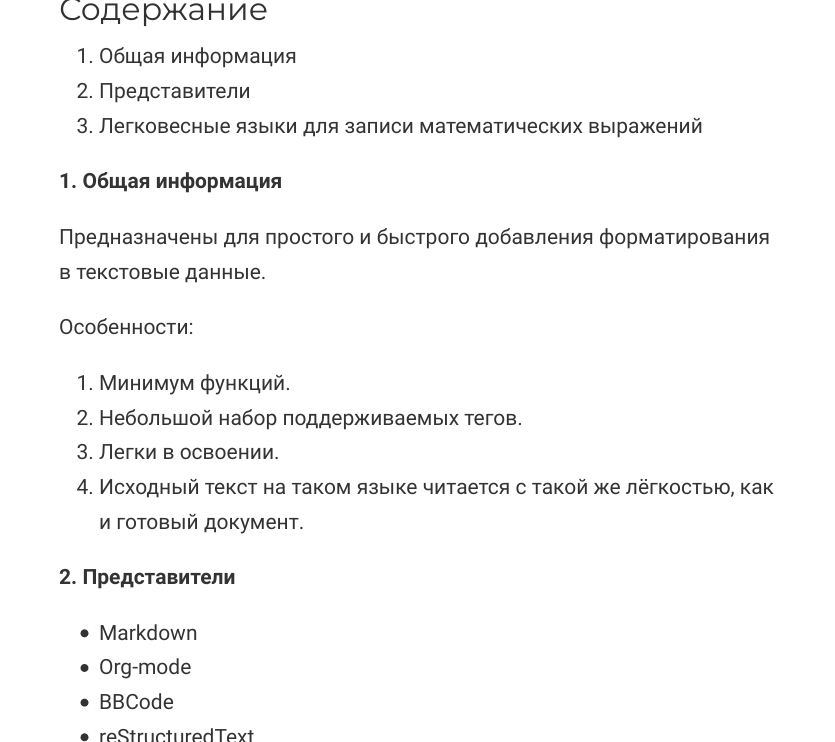 Содержание
1. Общая информация
2. Представители
3. Легковесные языки для записи математических выражений
1. Общая информация
Предназначены для простого и быстрого добавления форматирования
в текстовые данные.
Особенности:
1. Минимум функций.
2. Небольшой набор поддерживаемых тегов.
3. Легки в освоении.
4. Исходный текст на таком языке читается с такой же лёгкостью, как
и готовый документ.
2. Представители
• Markdown
• Org-mode
• BBCode
• reStructuredText